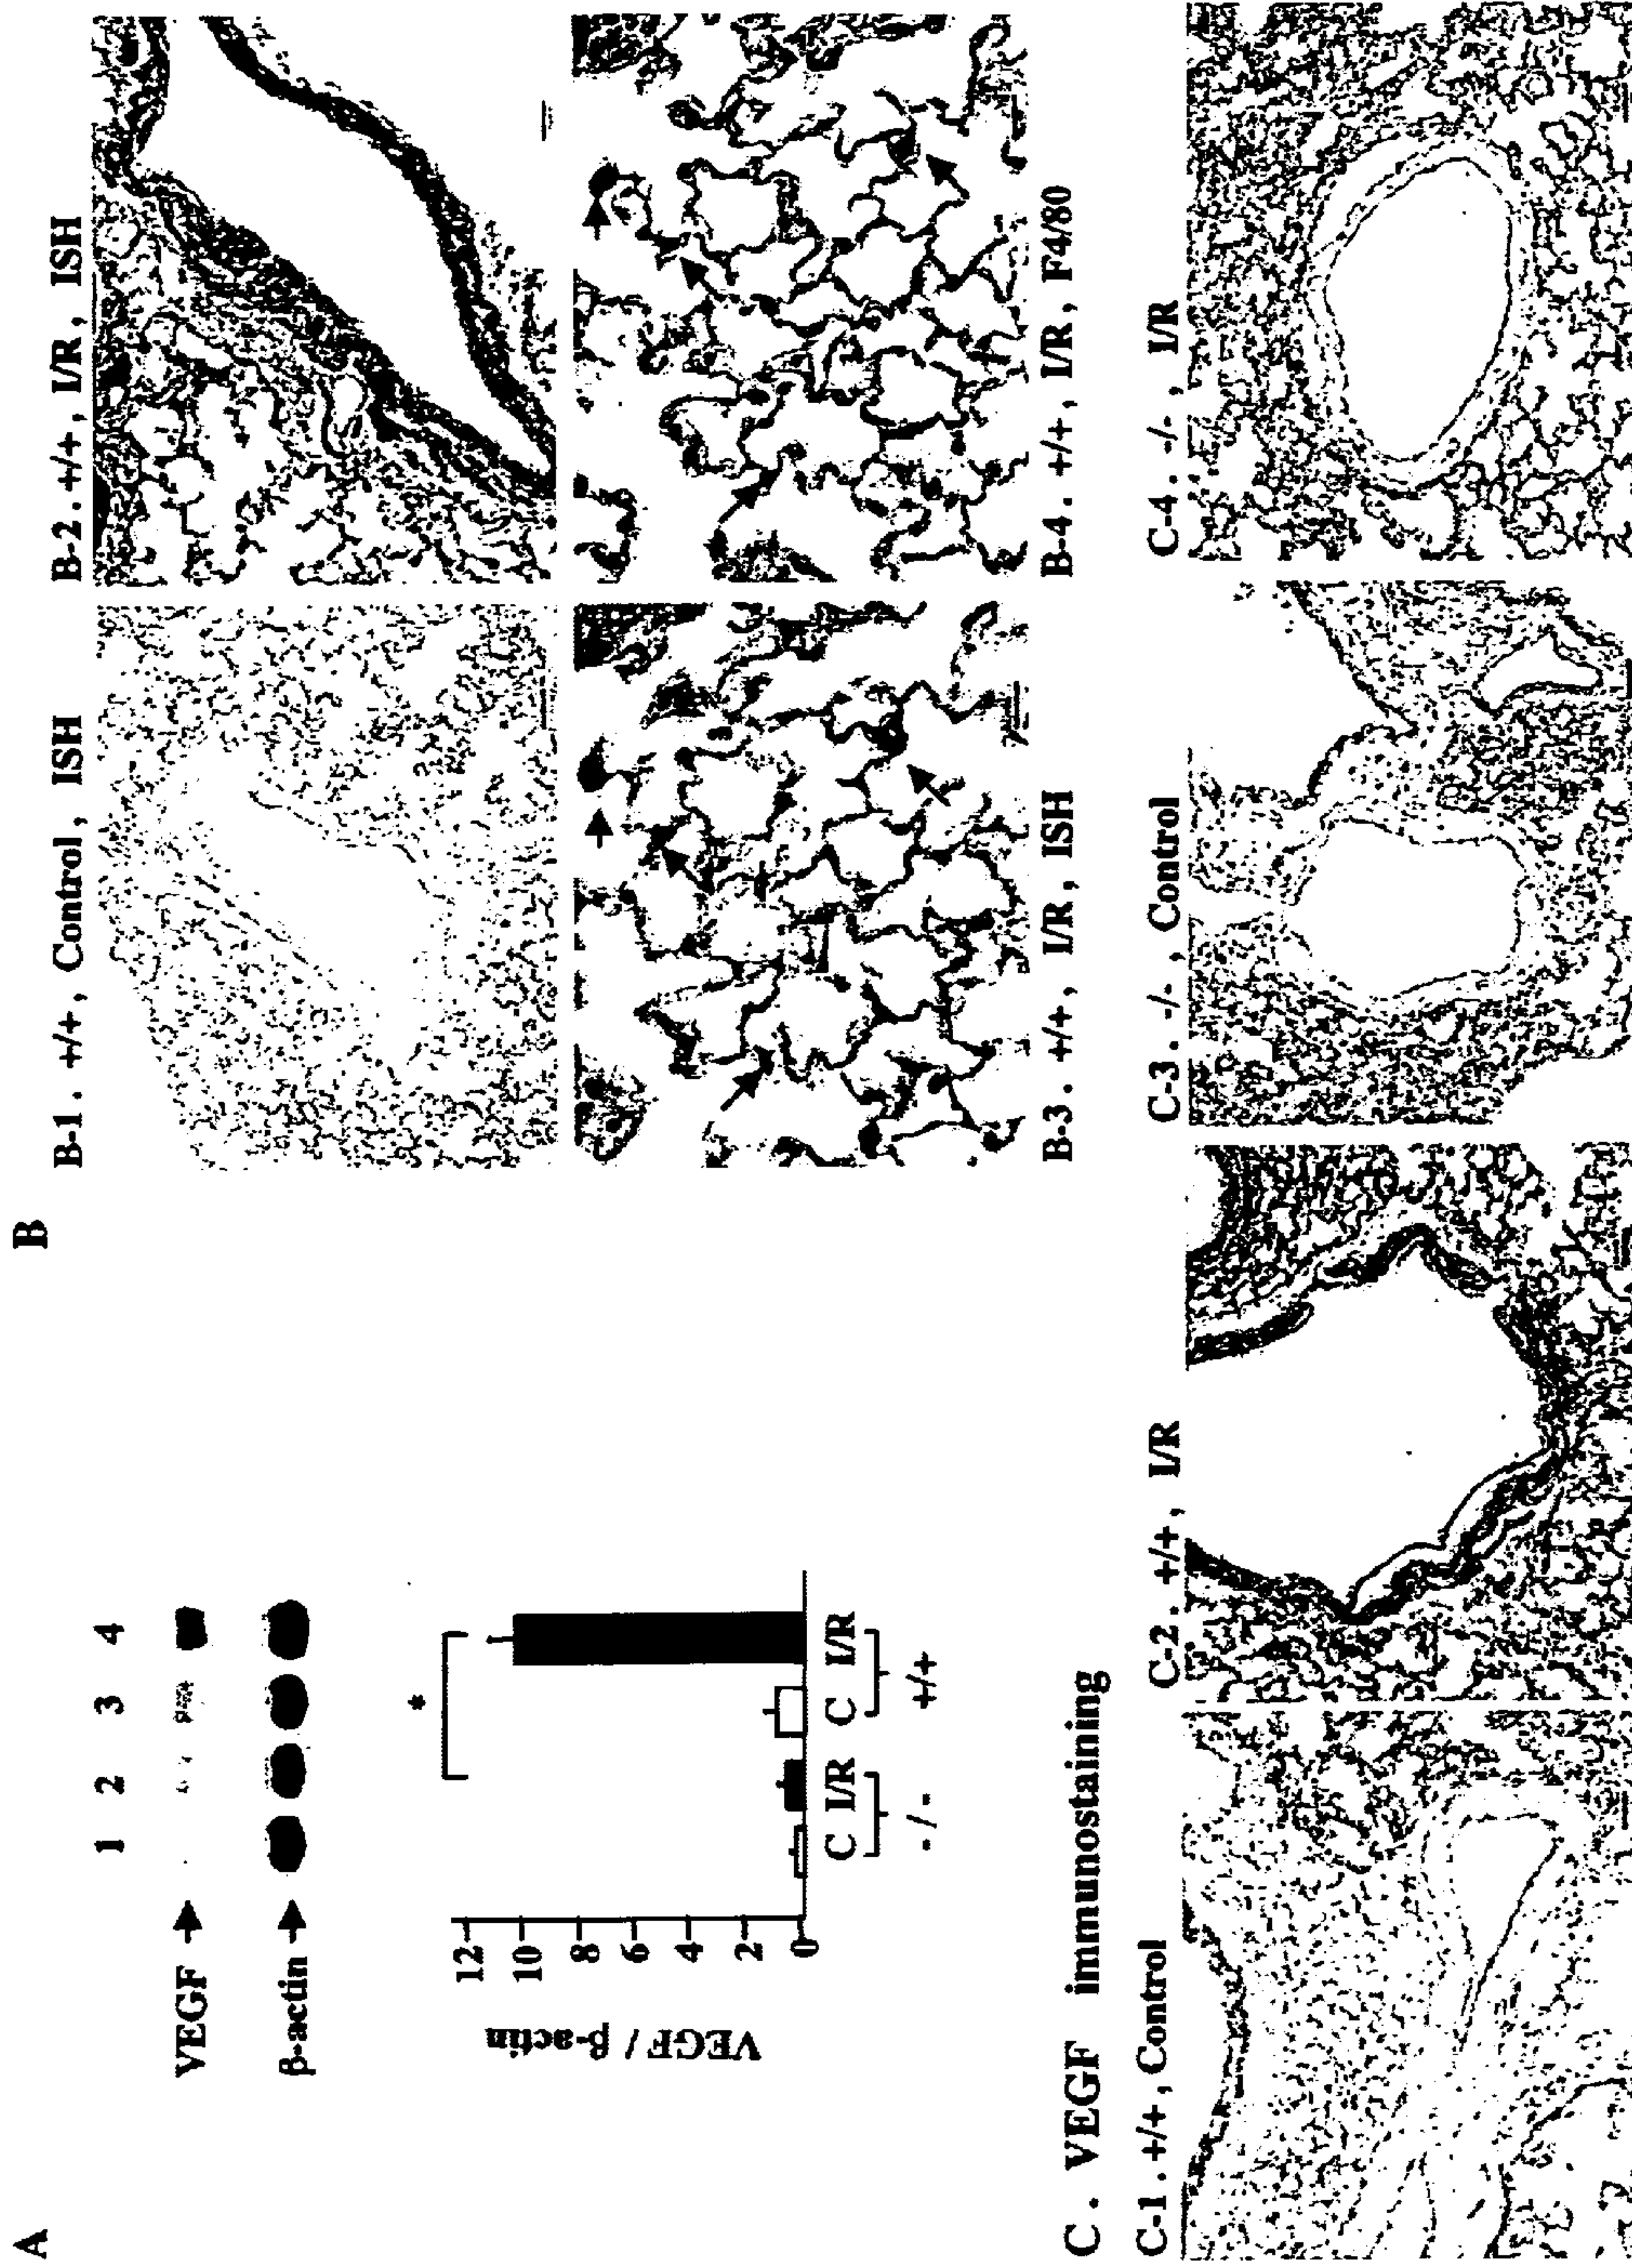 A
1 2 3 4
VEGF →
β-actin →
VEGF / β-actin
12
10
8
6
4
2
0
*
C I/R C I/R
- / - +/+
B
B-1 . +/+, Control , ISH
B-2 . +/+ , I/R , ISH
B-3 . +/+ , I/R , ISH
B-4 . +/+ , I/R , F4/80
C . VEGF immunostaining
C-1 . +/+ , Control
C-2 . +/+ , I/R
C-3 . -/- , Control
C-4 . -/- , I/R